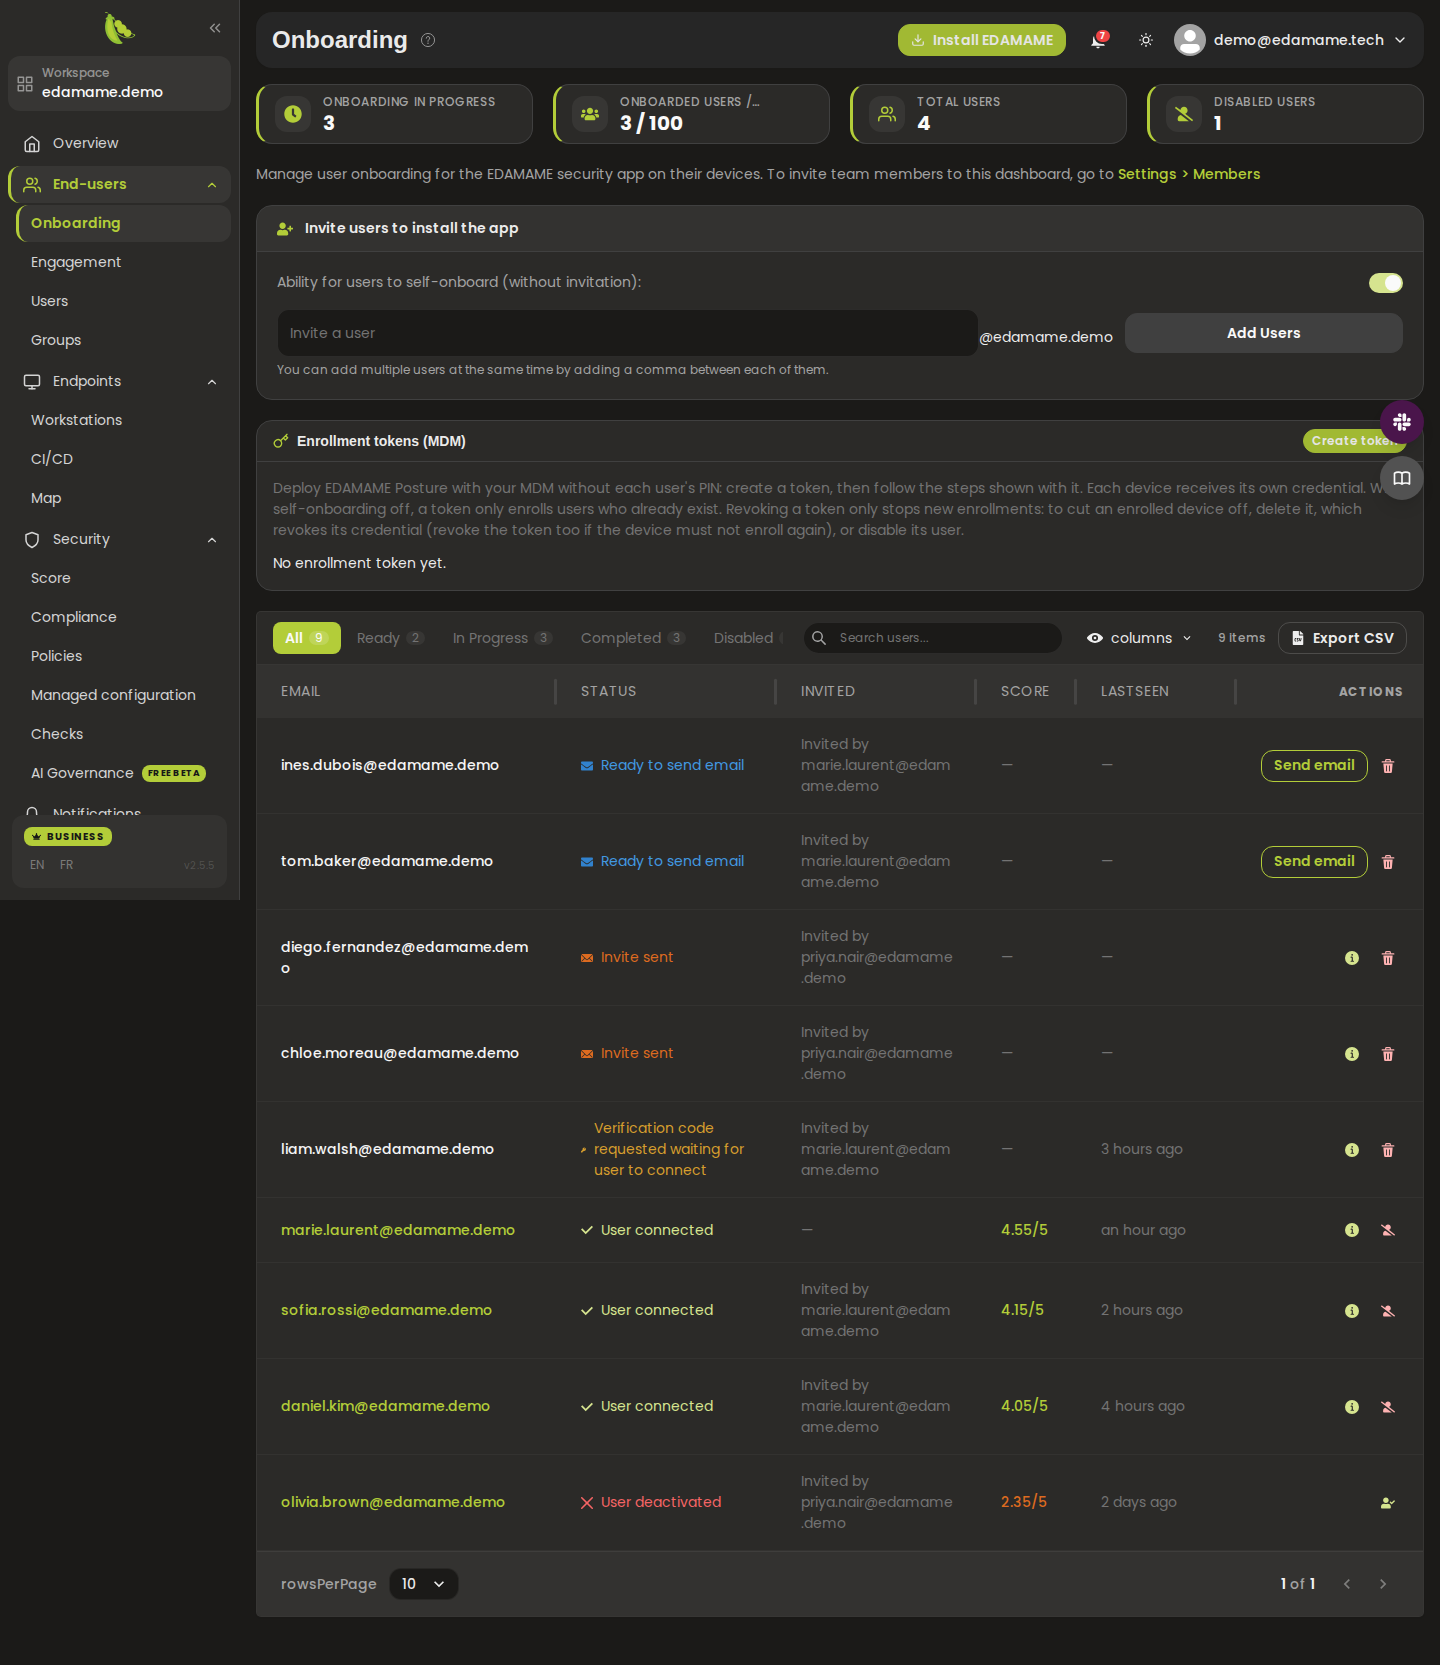 Workspace
edamame.demo
Overview
End-users
Onboarding
Engagement
Users
Groups
Endpoints
Workstations
CI/CD
Map
Security
Score
Compliance
Policies
Managed configuration
Checks
AI Governance FREE BETA
Notifications
BUSINESS
EN FR v2.5.5
Onboarding
Install EDAMAME 7 demo@edamame.tech
ONBOARDING IN PROGRESS
3
ONBOARDED USERS /...
3 / 100
TOTAL USERS
4
DISABLED USERS
1
Manage user onboarding for the EDAMAME security app on their devices. To invite team members to this dashboard, go to Settings > Members
Invite users to install the app
Ability for users to self-onboard (without invitation):
Invite a user @edamame.demo Add Users
You can add multiple users at the same time by adding a comma between each of them.
Enrollment tokens (MDM) Create token
Deploy EDAMAME Posture with your MDM without each user's PIN: create a token, then follow the steps shown with it. Each device receives its own credential.
self-onboarding off, a token only enrolls users who already exist. Revoking a token only stops new enrollments: to cut an enrolled device off, delete it, which
revokes its credential (revoke the token too if the device must not enroll again), or disable its user.
No enrollment token yet.
All 9 Ready 2 In Progress 3 Completed 3 Disabled Search users... columns 9 Items Export CSV
EMAIL STATUS INVITED SCORE LASTSEEN ACTIONS
ines.dubois@edamame.demo Ready to send email Invited by
marie.laurent@edam
ame.demo — — Send email
tom.baker@edamame.demo Ready to send email Invited by
marie.laurent@edam
ame.demo — — Send email
diego.fernandez@edamame.dem
o Invite sent Invited by
priya.nair@edamame
.demo — —
chloe.moreau@edamame.demo Invite sent Invited by
priya.nair@edamame
.demo — —
liam.walsh@edamame.demo Verification code
requested waiting for
user to connect Invited by
marie.laurent@edam
ame.demo — 3 hours ago
marie.laurent@edamame.demo User connected — 4.55/5 an hour ago
sofia.rossi@edamame.demo User connected Invited by
marie.laurent@edam
ame.demo 4.15/5 2 hours ago
daniel.kim@edamame.demo User connected Invited by
marie.laurent@edam
ame.demo 4.05/5 4 hours ago
olivia.brown@edamame.demo User deactivated Invited by
priya.nair@edamame
.demo 2.35/5 2 days ago
rowsPerPage 10 1 of 1